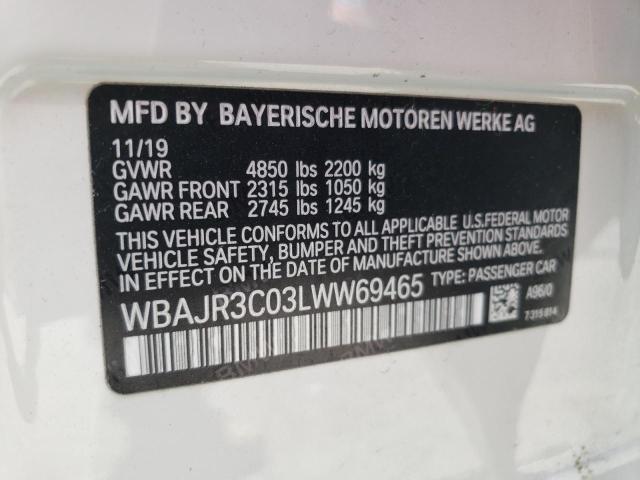 MFD BY BAYERISCHE MOTOREN WERKE AG
11/19
GVWR 4850 lbs 2200 kg
GAWR FRONT 2315 lbs 1050 kg
GAWR REAR 2745 lbs 1245 kg
THIS VEHICLE CONFORMS TO ALL APPLICABLE U.S.FEDERAL MOTOR
VEHICLE SAFETY, BUMPER AND THEFT PREVENTION STANDARDS
IN EFFECT ON THE DATE OF MANUFACTURE SHOWN ABOVE.
WBAJR3C03LWW69465 TYPE: PASSENGER CAR
A96/0
7315814